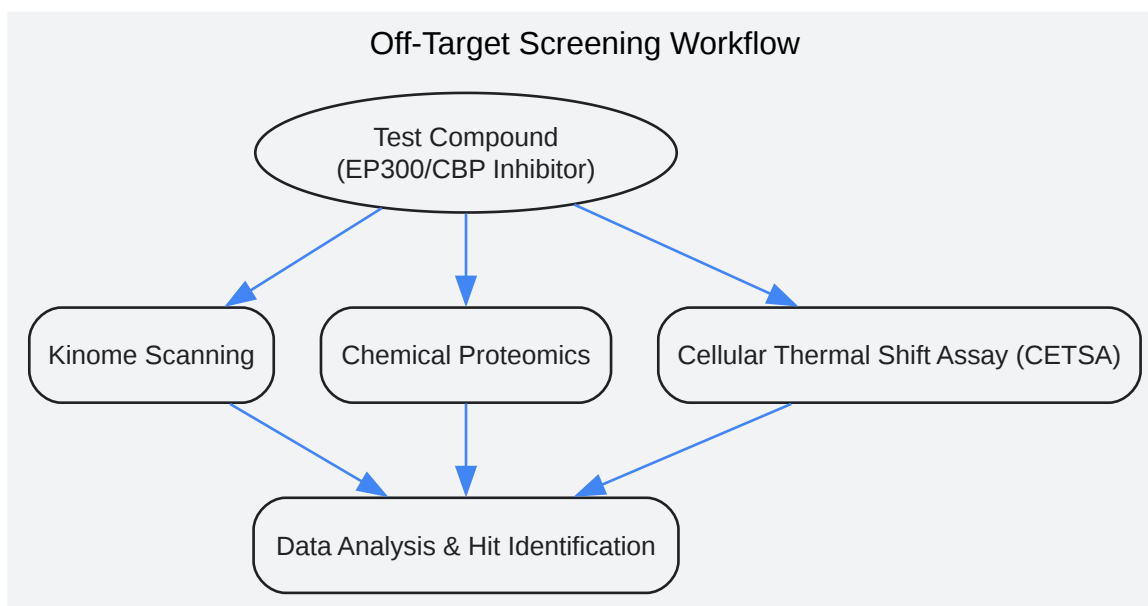 Off-Target Screening Workflow
Test Compound
(EP300/CBP Inhibitor)
Kinome Scanning
Chemical Proteomics
Cellular Thermal Shift Assay (CETSA)
Data Analysis & Hit Identification